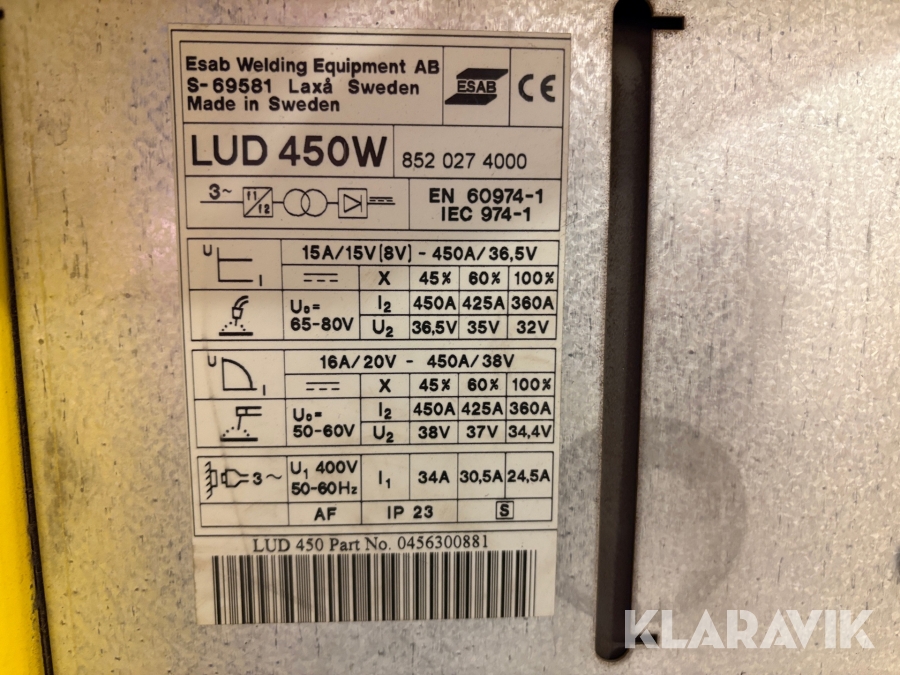 Esab Welding Equipment AB
S-69581 Laxå Sweden
Made in Sweden
ESAB
CE
LUD 450W 852 027 4000
3~ f1 f2
EN 60974-1
IEC 974-1
U I
15A/15V(8V) - 450A/36,5V
X 45% 60% 100%
U₀= 65-80V
I₂ 450A 425A 360A
U₂ 36,5V 35V 32V
U I
16A/20V - 450A/38V
X 45% 60% 100%
U₀= 50-60V
I₂ 450A 425A 360A
U₂ 38V 37V 34,4V
3~ U₁ 400V 50-60Hz I₁ 34A 30,5A 24,5A
AF IP 23 S
LUD 450 Part No. 0456300881
KLARAVIK